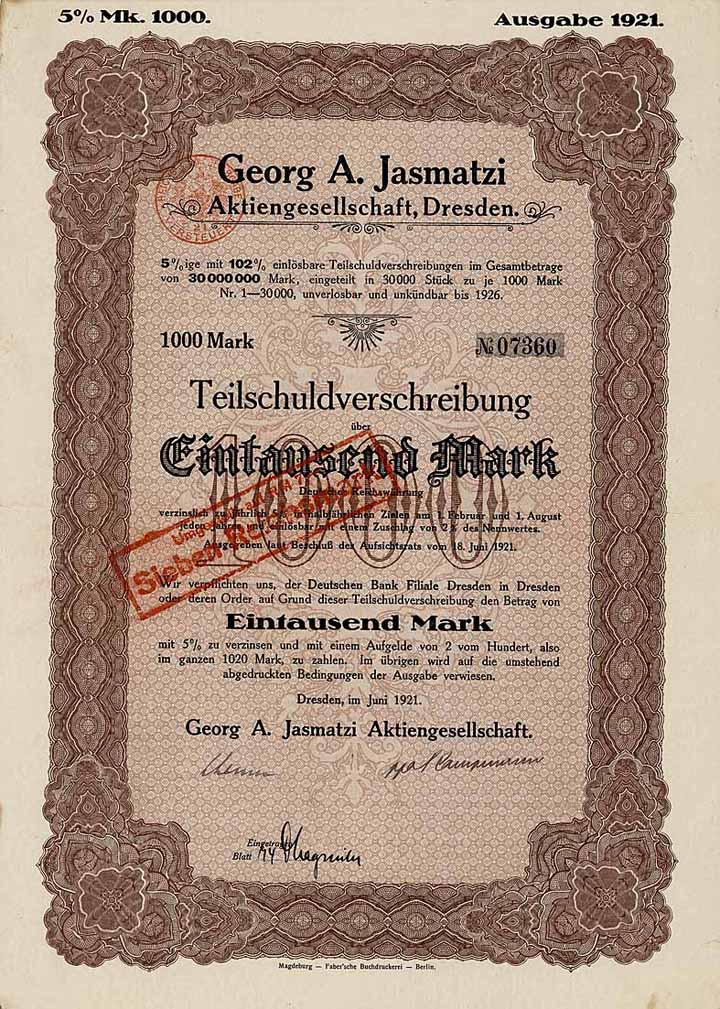 5% Mk. 1000.
Ausgabe 1921.
Georg A. Jasmatzi
Aktiengesellschaft, Dresden.
5%ige mit 102% einlösbare Teilschuldverschreibungen im Gesamtbetrage
von 30000000 Mark, eingeteilt in 30000 Stück zu je 1000 Mark
Nr. 1—30000, unverlosbar und unkündbar bis 1926.
1000 Mark
№ 07360
Teilschuldverschreibung
über
Eintausend Mark
1000
Deutscher Reichswährung
verzinslich zu jährlich 5% in halbjährlichen Zielen am 1. Februar und 1. August
jeden Jahres und einlösbar mit einem Zuschlag von 2% des Nennwertes.
Ausgegeben laut Beschluß des Aufsichtsrats vom 18. Juni 1921.
Sieben Reichsmark
Wir verpflichten uns, der Deutschen Bank Filiale Dresden in Dresden
oder deren Order auf Grund dieser Teilschuldverschreibung den Betrag von
Eintausend Mark
mit 5% zu verzinsen und mit einem Aufgelde von 2 vom Hundert, also
im ganzen 1020 Mark, zu zahlen. Im übrigen wird auf die umstehend
abgedruckten Bedingungen der Ausgabe verwiesen.
Dresden, im Juni 1921.
Georg A. Jasmatzi Aktiengesellschaft.
Eingetragen
Blatt 44
Magdeburg — Faber'sche Buchdruckerei — Berlin.